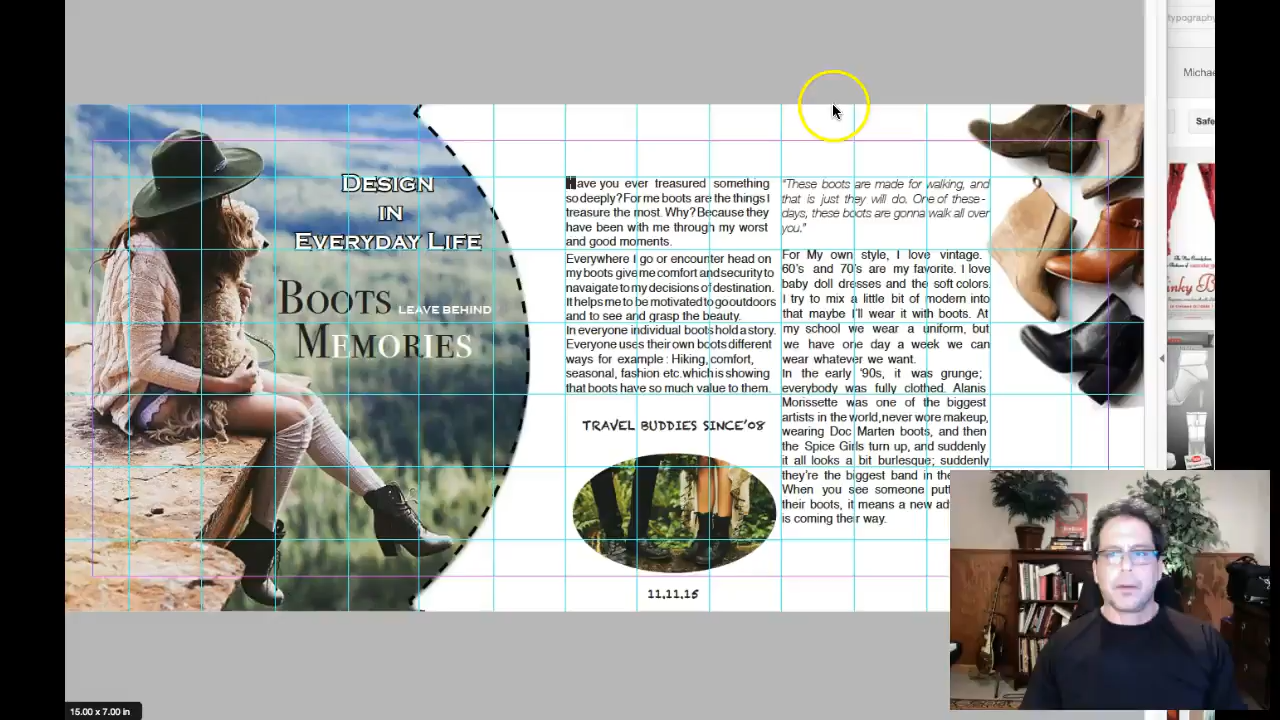 typography
Michae
Safe
DESIGN
IN
EVERYDAY LIFE
BOOTS LEAVE BEHIND
MEMORIES
Have you ever treasured something
so deeply? For me boots are the things I
treasure the most. Why? Because they
have been with me through my worst
and good moments.
Everywhere I go or encounter head on
my boots give me comfort and security to
navaigate to my decisions of destination.
It helps me to be motivated to go outdoors
and to see and grasp the beauty.
In everyone individual boots hold a story.
Everyone uses their own boots different
ways for example : Hiking, comfort,
seasonal, fashion etc.which is showing
that boots have so much value to them.
TRAVEL BUDDIES SINCE'08
11.11.15
"These boots are made for walking, and
that is just they will do. One of these-
days, these boots are gonna walk all over
you."
For My own style, I love vintage.
60's and 70's are my favorite. I love
baby doll dresses and the soft colors.
I try to mix a little bit of modern into
that maybe I'll wear it with boots. At
my school we wear a uniform, but
we have one day a week we can
wear whatever we want.
In the early '90s, it was grunge;
everybody was fully clothed. Alanis
Morissette was one of the biggest
artists in the world,never wore makeup,
wearing Doc Marten boots, and then
the Spice Girls turn up, and suddenly
it all looks a bit burlesque; suddenly
they're the biggest band in the
When you see someone putt
their boots, it means a new ad
is coming their way.
15.00 x 7.00 in